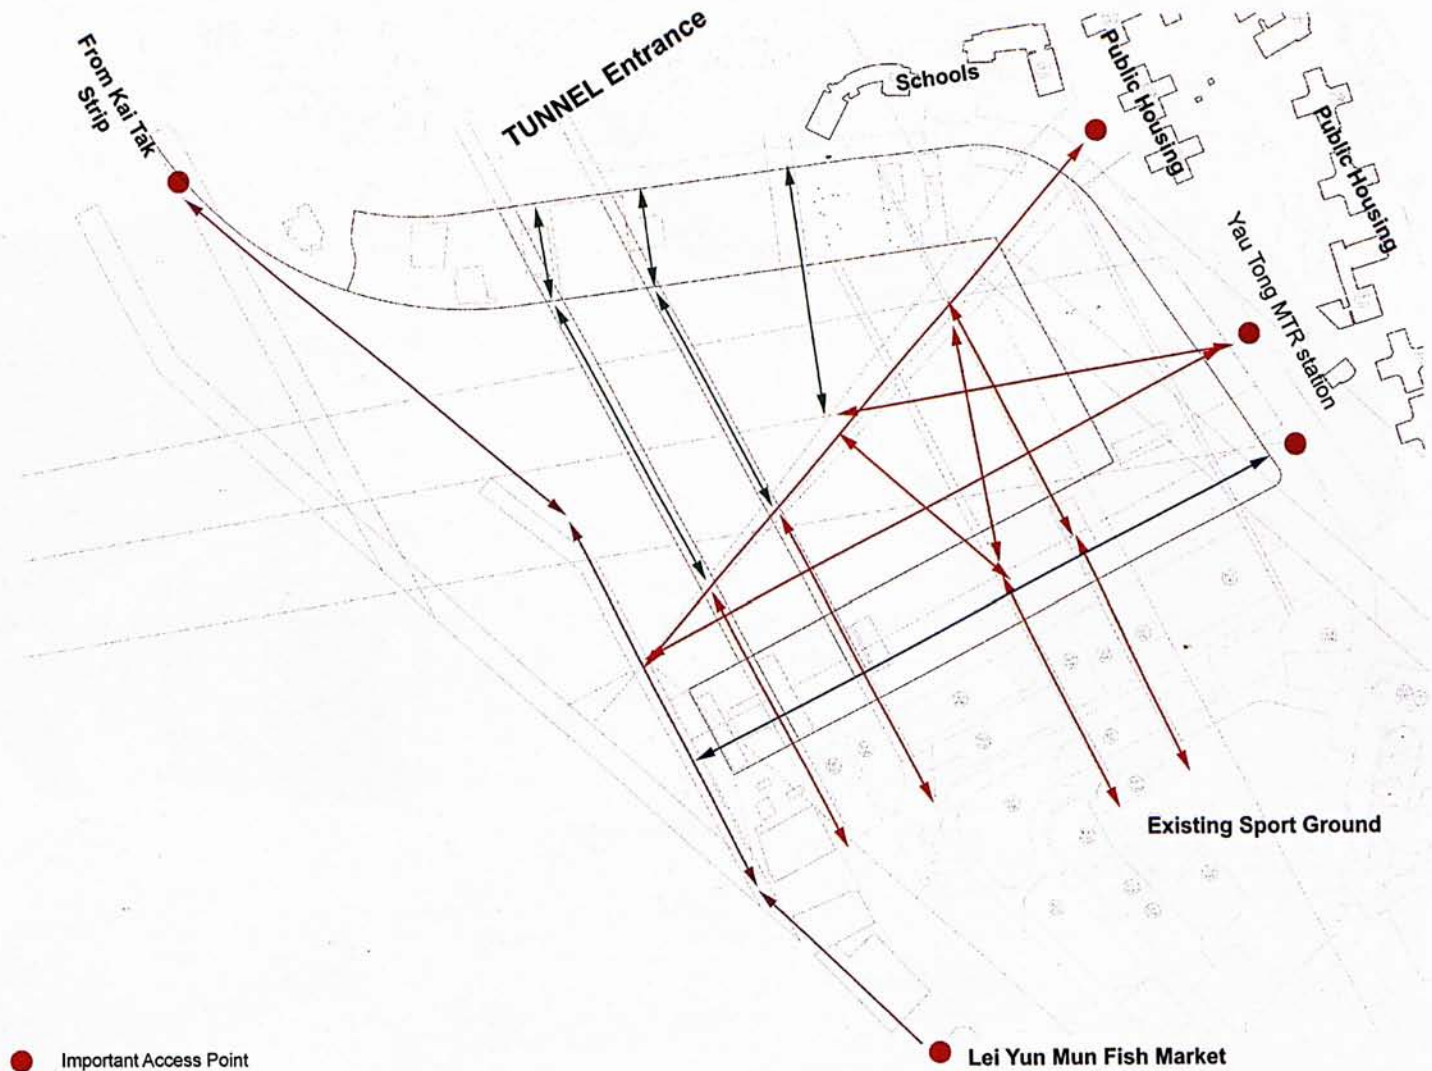 From Kai Tak
Strip
TUNNEL Entrance
Schools
Public Housing
Public Housing
Yau Tong MTR station
Existing Sport Ground
Lei Yun Mun Fish Market
Important Access Point